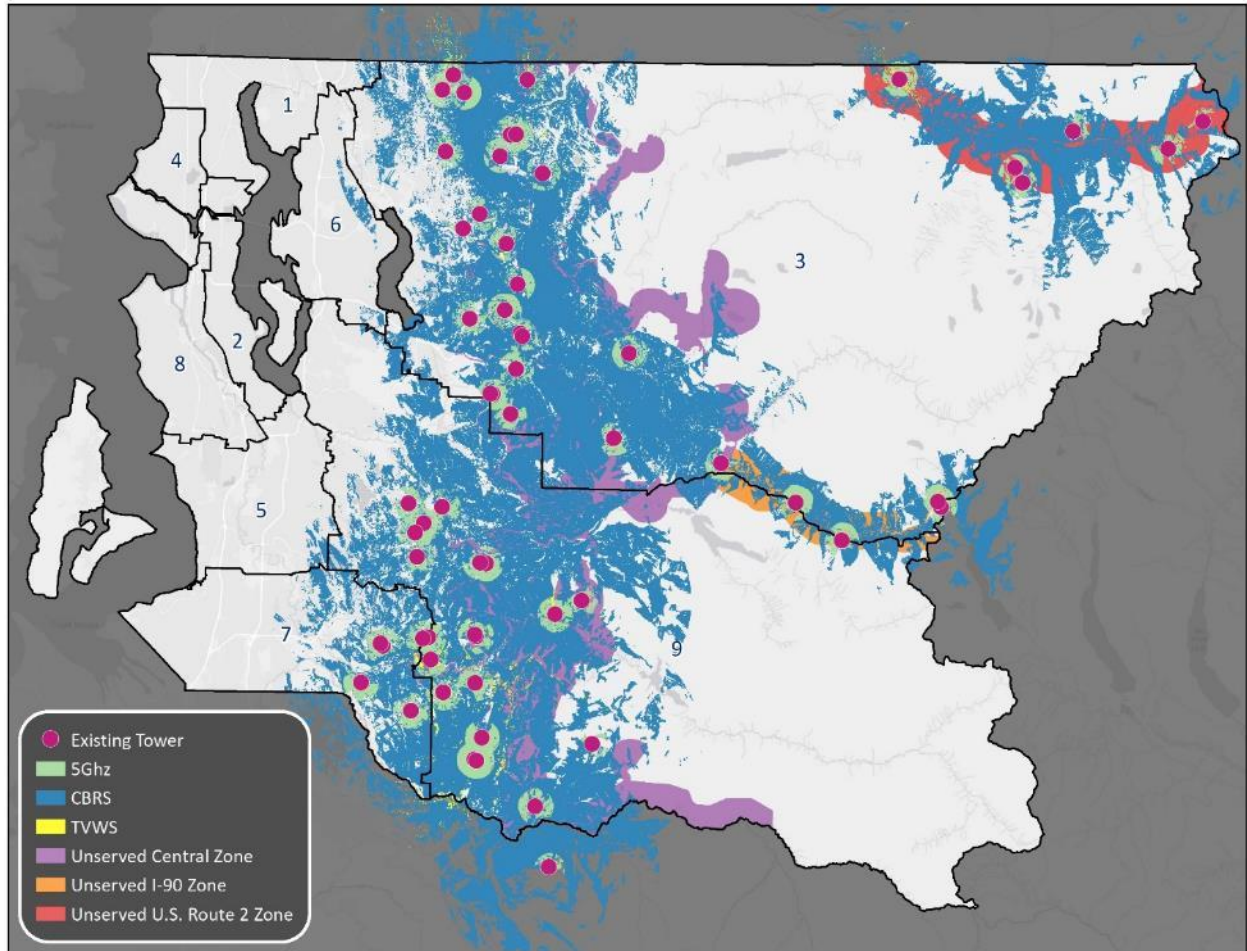 1
4
6
3
2
8
5
7
9
Existing Tower
5Ghz
CBRS
TVWS
Unserved Central Zone
Unserved I-90 Zone
Unserved U.S. Route 2 Zone